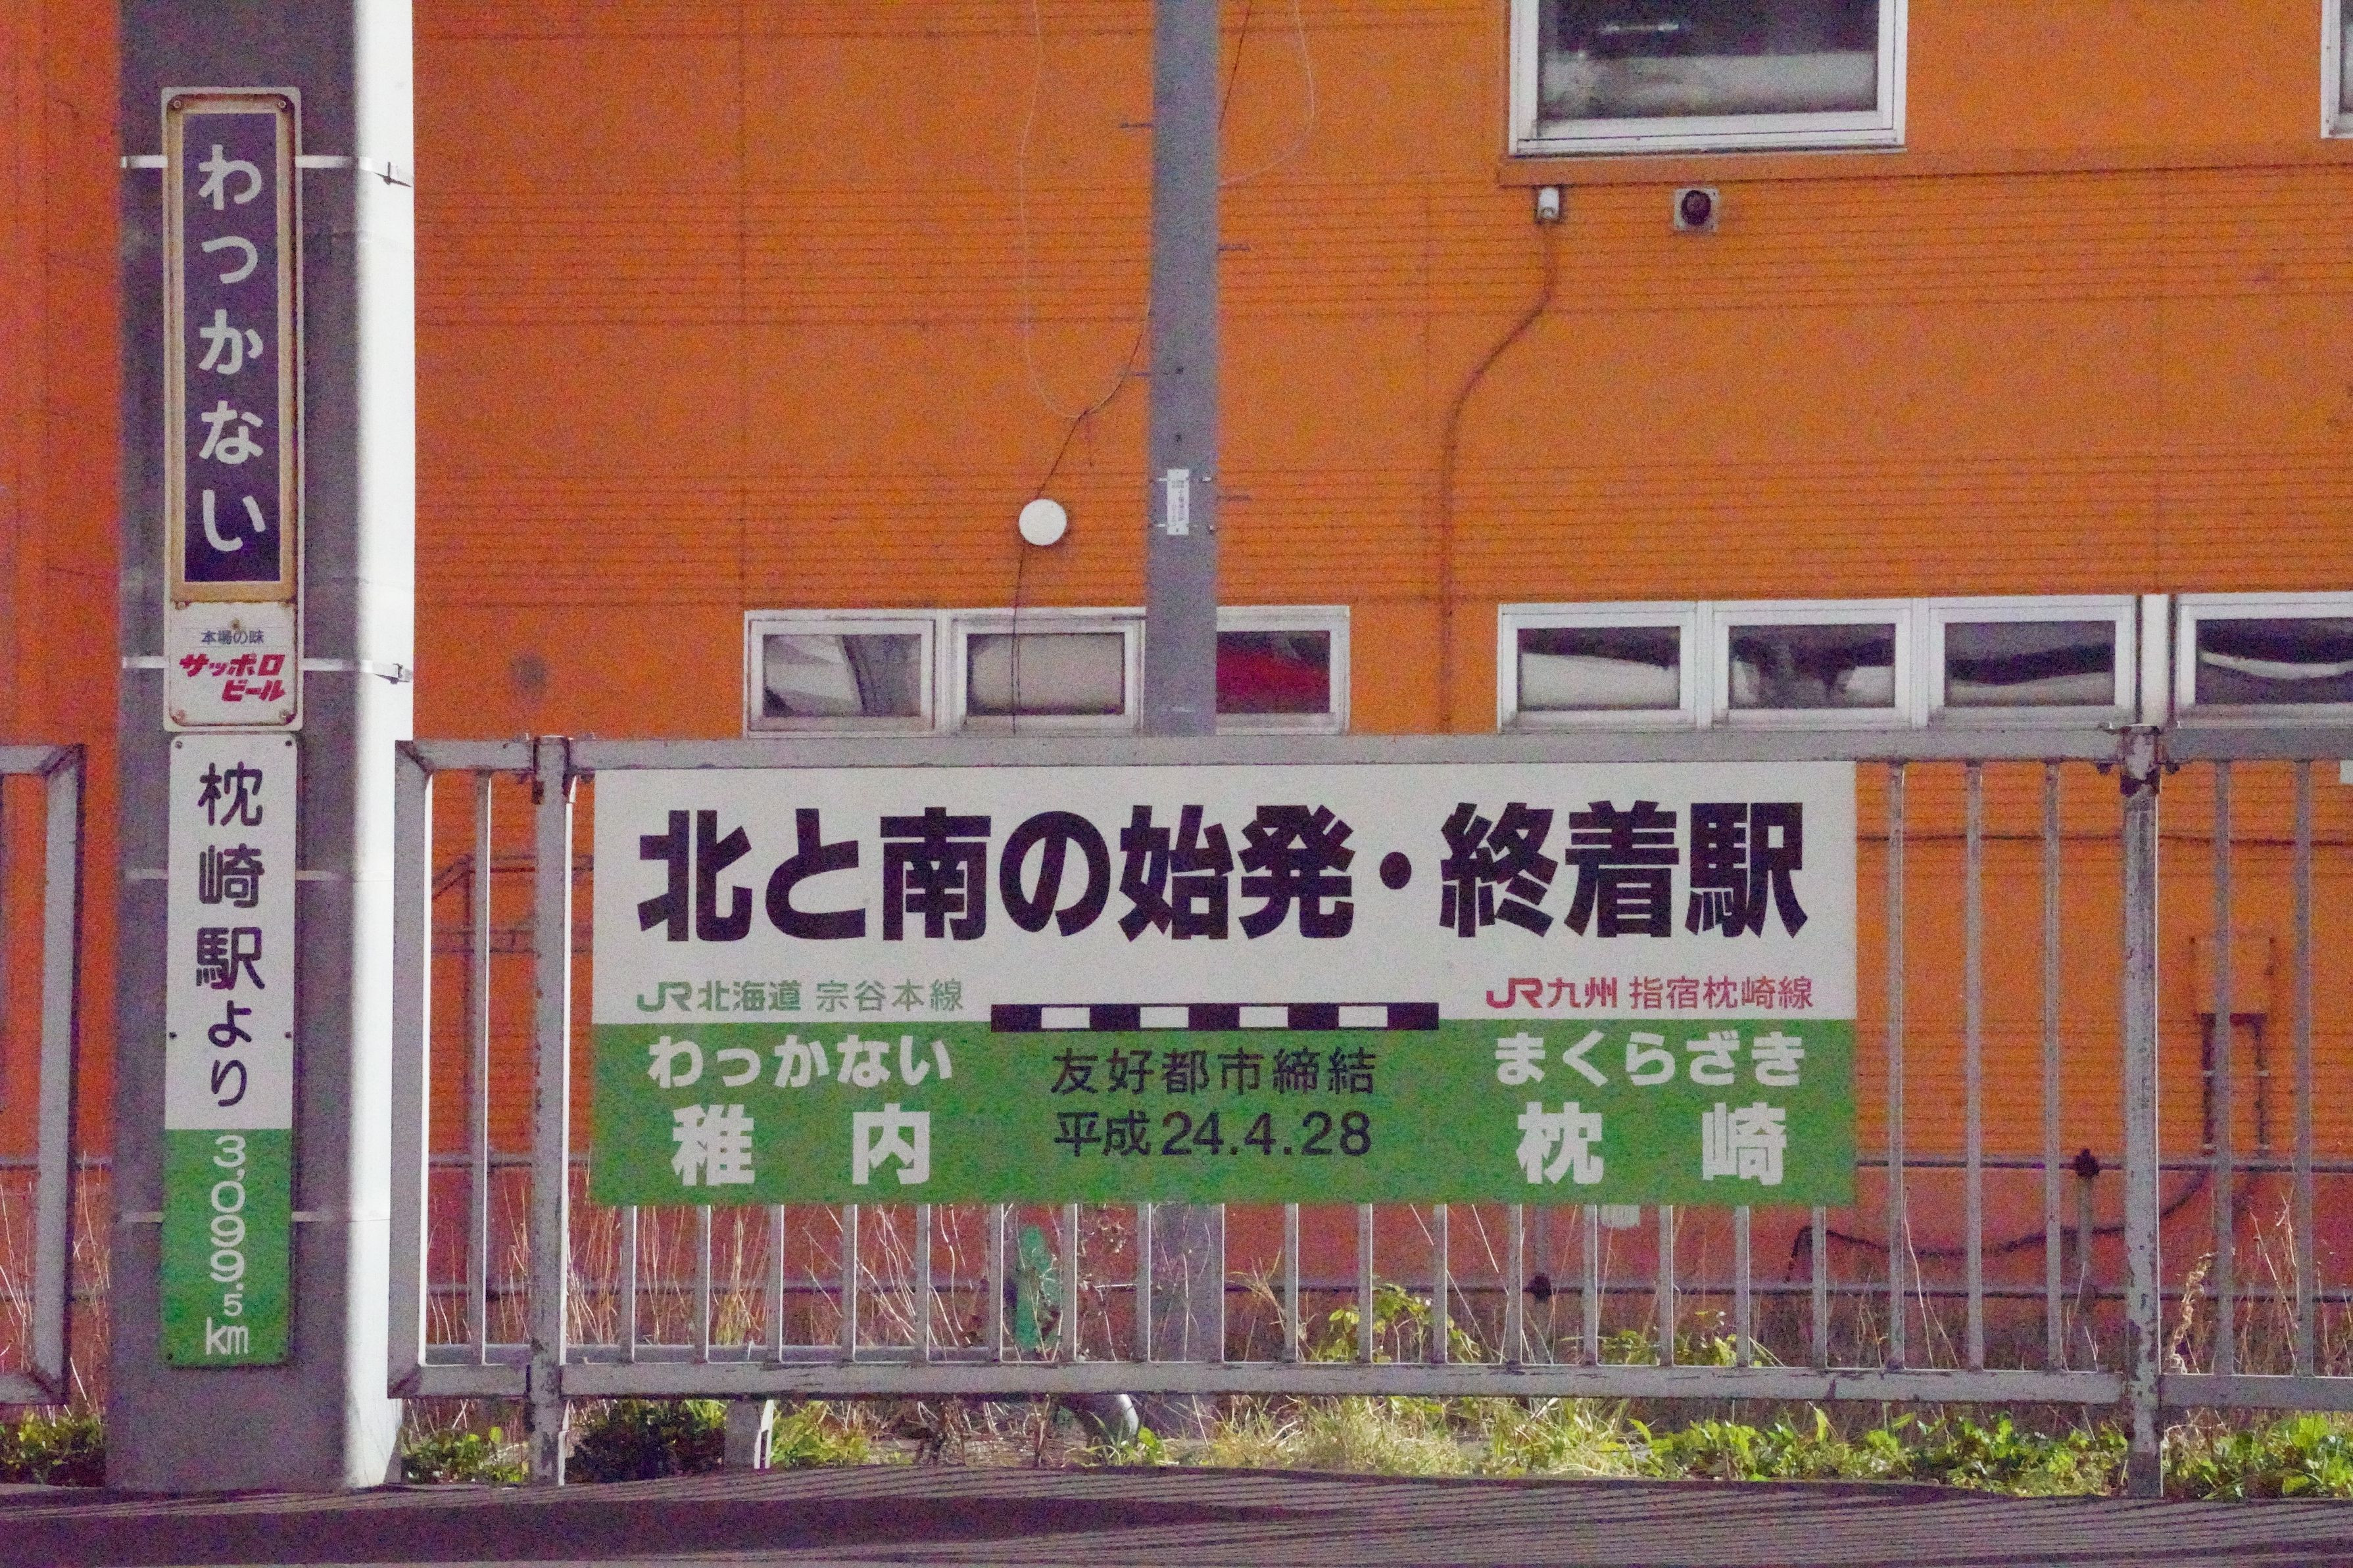 わっかない
本場の味
サッポロ
ビール
枕崎駅より
3,099.5km
北と南の始発・終着駅
JR北海道 宗谷本線
JR九州 指宿枕崎線
わっかない
稚内
友好都市締結
平成24.4.28
まくらざき
枕崎